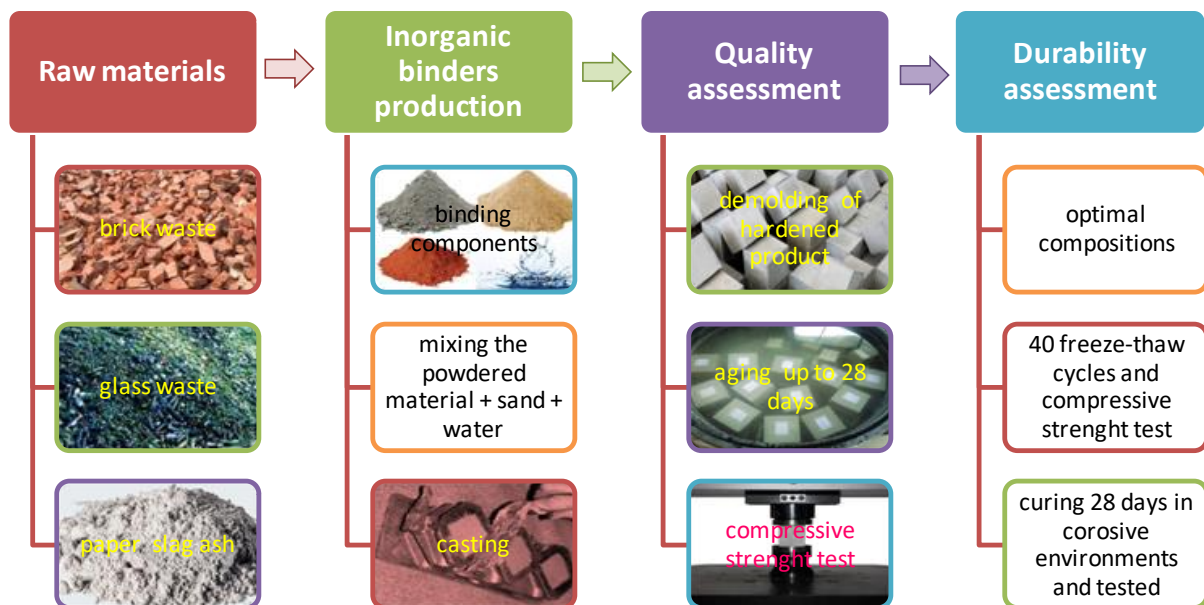 Raw materials
brick waste
glass waste
paper slag ash
Inorganic
binders
production
binding
components
mixing the
powdered
material + sand +
water
casting
Quality
assessment
demolding of
hardened
product
aging up to 28
days
compressive
strenght test
Durability
assessment
optimal
compositions
40 freeze-thaw
cycles and
compressive
strenght test
curing 28 days in
corosive
environments
and tested